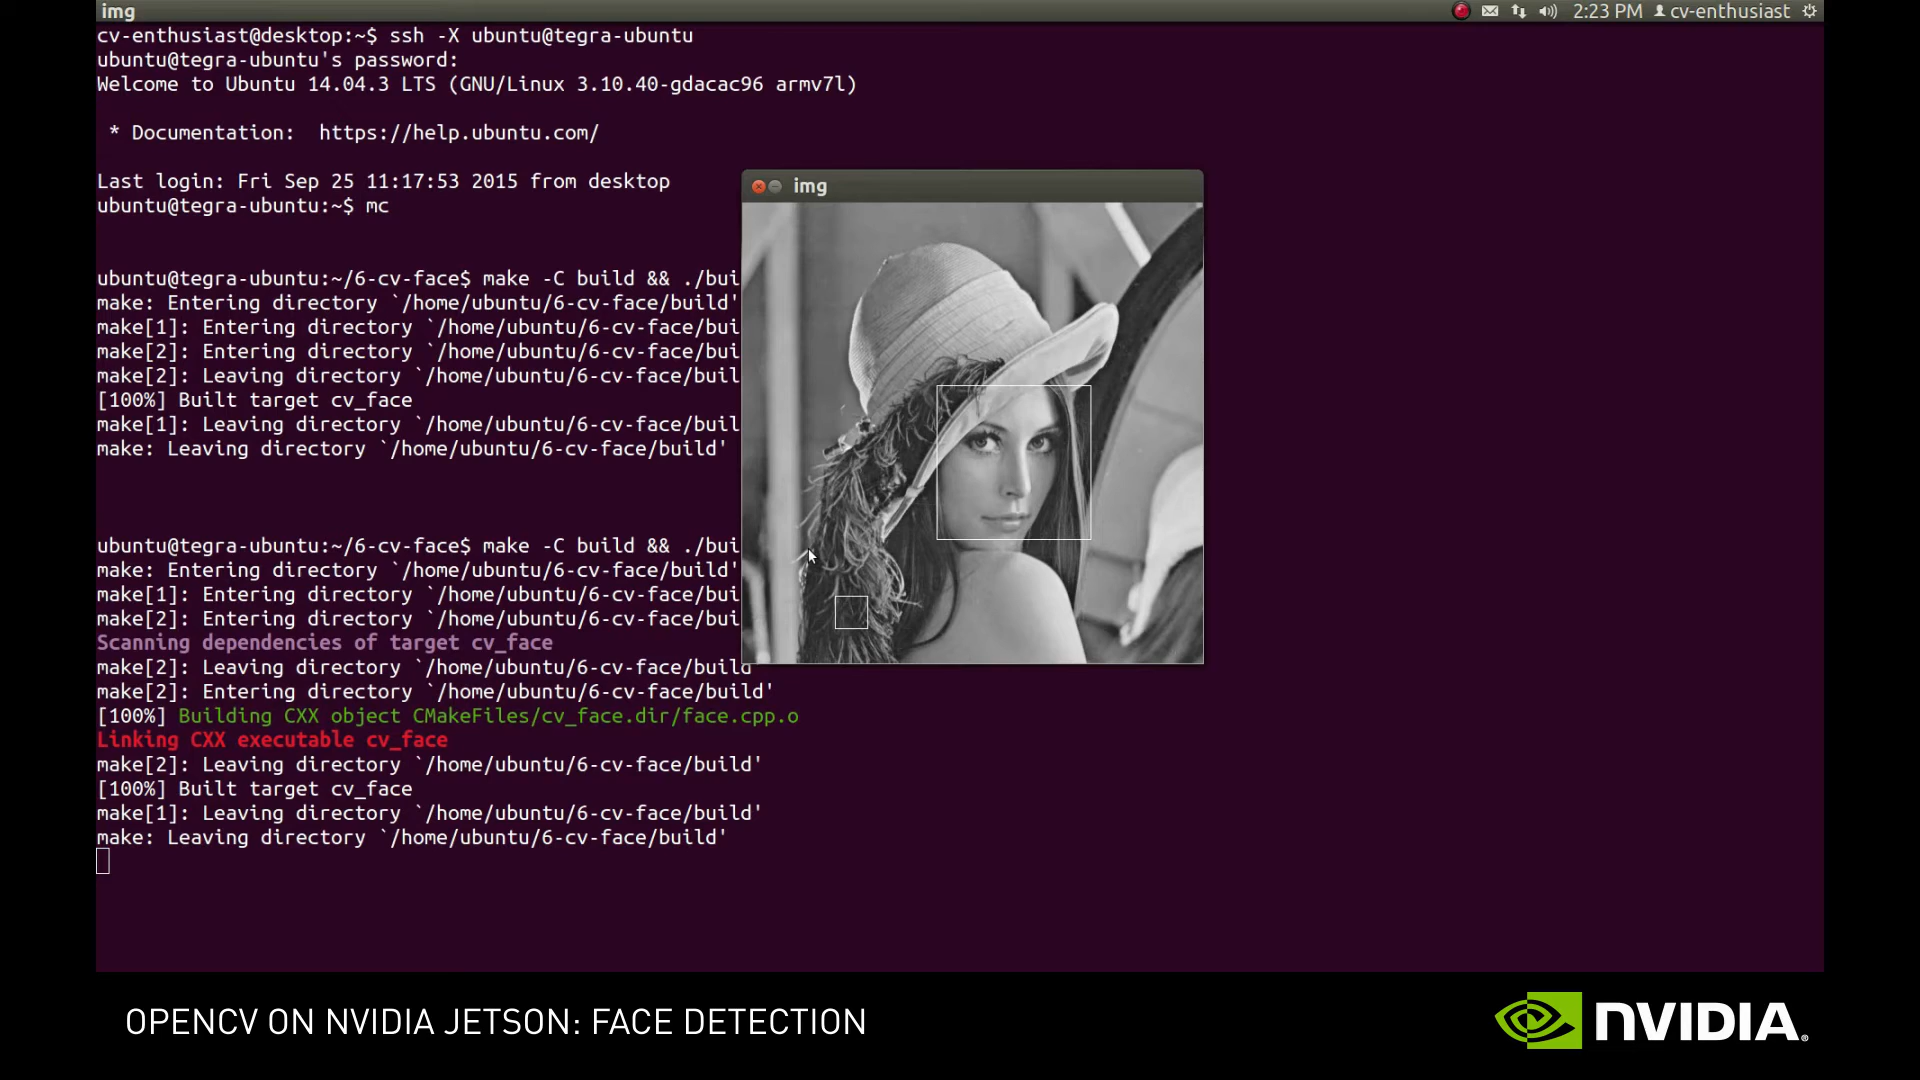 img
2:23 PM cv-enthusiast
cv-enthusiast@desktop:~$ ssh -X ubuntu@tegra-ubuntu
ubuntu@tegra-ubuntu's password:
Welcome to Ubuntu 14.04.3 LTS (GNU/Linux 3.10.40-gdacac96 armv7l)
* Documentation:  https://help.ubuntu.com/
Last login: Fri Sep 25 11:17:53 2015 from desktop
ubuntu@tegra-ubuntu:~$ mc
img
ubuntu@tegra-ubuntu:~/6-cv-face$ make -C build && ./bui
make: Entering directory `/home/ubuntu/6-cv-face/build'
make[1]: Entering directory `/home/ubuntu/6-cv-face/bui
make[2]: Entering directory `/home/ubuntu/6-cv-face/bui
make[2]: Leaving directory `/home/ubuntu/6-cv-face/buil
[100%] Built target cv_face
make[1]: Leaving directory `/home/ubuntu/6-cv-face/buil
make: Leaving directory `/home/ubuntu/6-cv-face/build'
ubuntu@tegra-ubuntu:~/6-cv-face$ make -C build && ./bui
make: Entering directory `/home/ubuntu/6-cv-face/build'
make[1]: Entering directory `/home/ubuntu/6-cv-face/bui
make[2]: Entering directory `/home/ubuntu/6-cv-face/bui
Scanning dependencies of target cv_face
make[2]: Leaving directory `/home/ubuntu/6-cv-face/build
make[2]: Entering directory `/home/ubuntu/6-cv-face/build'
[100%] Building CXX object CMakeFiles/cv_face.dir/face.cpp.o
Linking CXX executable cv_face
make[2]: Leaving directory `/home/ubuntu/6-cv-face/build'
[100%] Built target cv_face
make[1]: Leaving directory `/home/ubuntu/6-cv-face/build'
make: Leaving directory `/home/ubuntu/6-cv-face/build'
OPENCV ON NVIDIA JETSON: FACE DETECTION
NVIDIA®